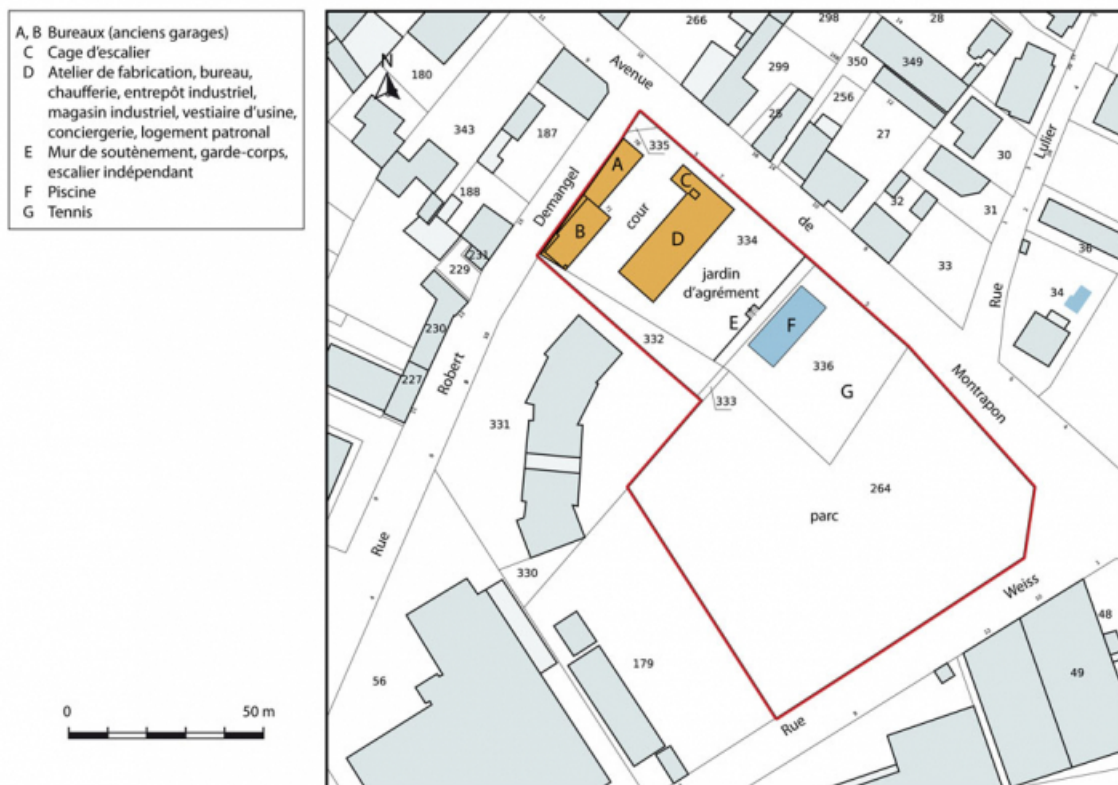 A, B Bureaux (anciens garages)
C Cage d'escalier
D Atelier de fabrication, bureau,
chaufferie, entrepôt industriel,
magasin industriel, vestiaire d'usine,
conciergerie, logement patronal
E Mur de soutènement, garde-corps,
escalier indépendant
F Piscine
G Tennis
N
0 50 m
266
298
28
180
Avenue
299
350
349
343
187
25
256
27
335
A
Demangel
188
C
B
cour
D
334
de
32
30
31
Lulier
231
229
33
36
jardin
d'agrément
34
Rue
230
E
F
332
227
Robert
336
G
333
Montrapon
331
264
parc
Rue
330
Weiss
179
48
56
49
Rue